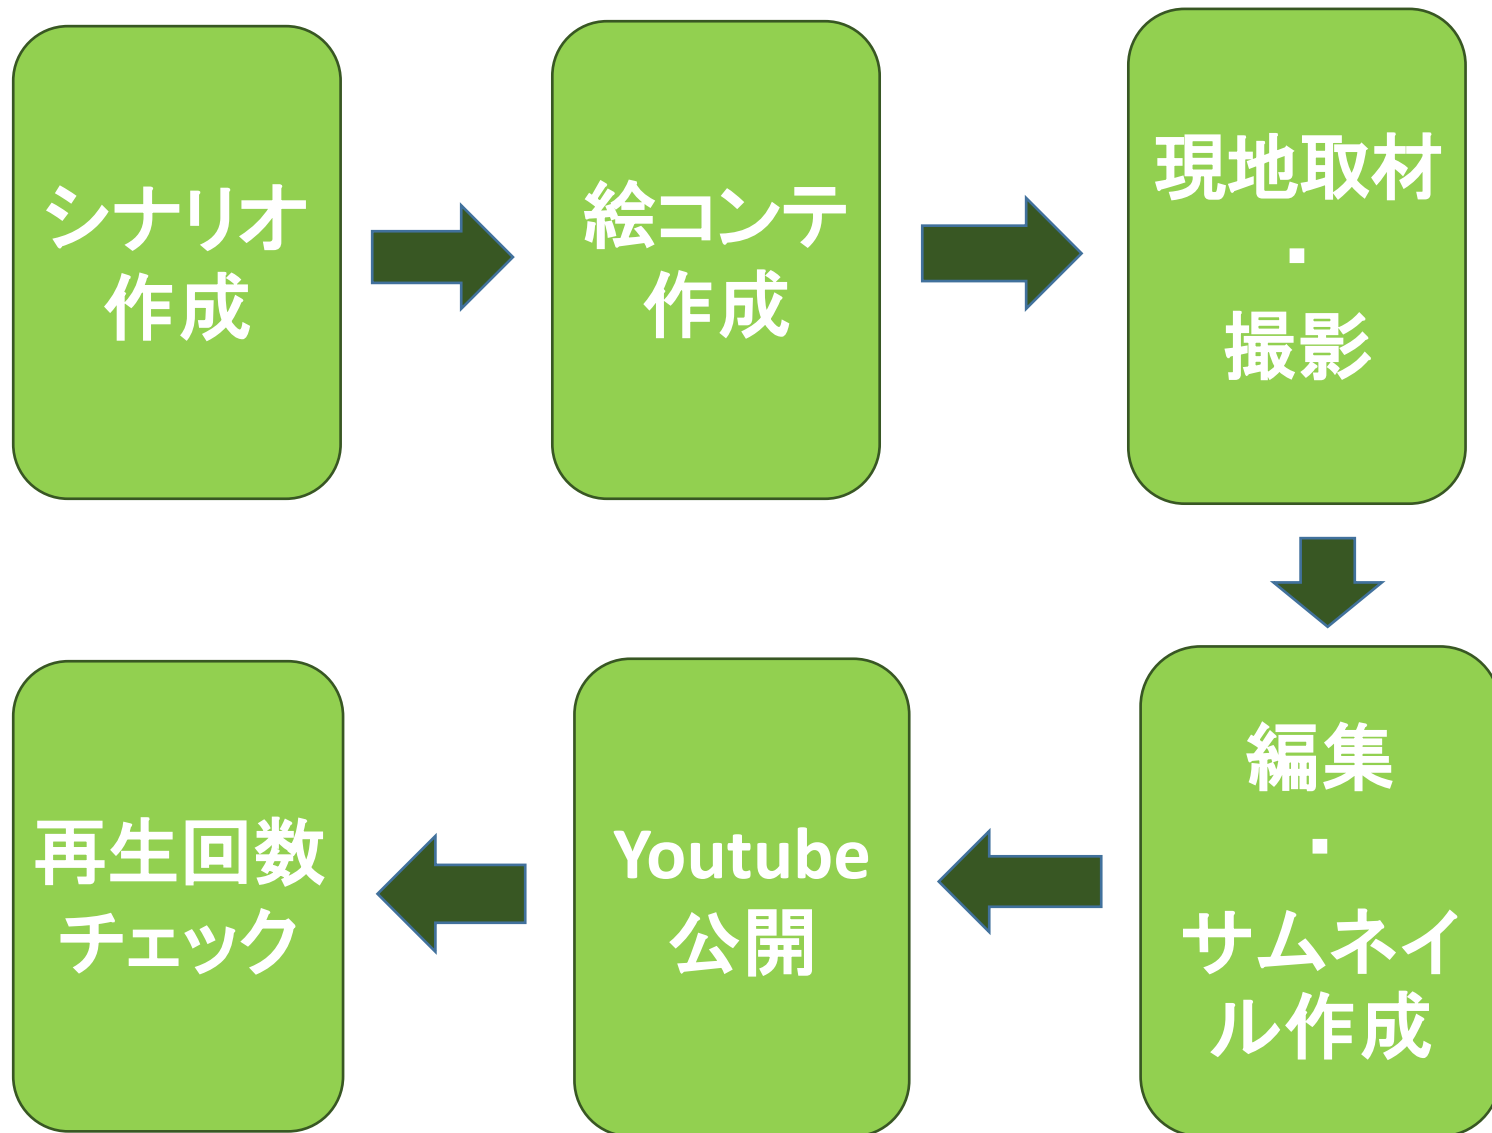 シナリオ
作成
絵コンテ
作成
現地取材
・
撮影
編集
・
サムネイ
ル作成
Youtube
公開
再生回数
チェック